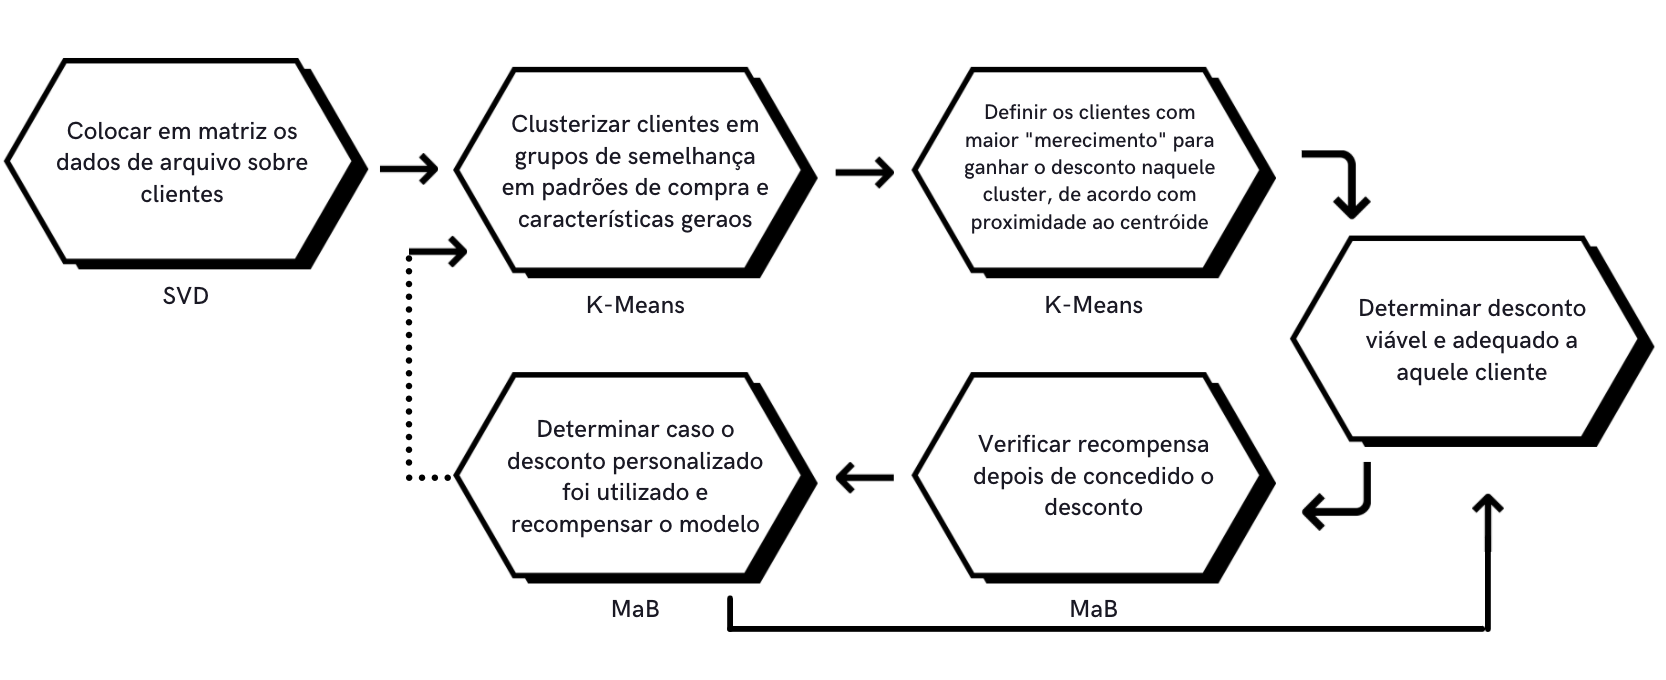 Colocar em matriz os
dados de arquivo sobre
clientes
SVD
Clusterizar clientes em
grupos de semelhança
em padrões de compra e
características geraos
K-Means
Definir os clientes com
maior "merecimento" para
ganhar o desconto naquele
cluster, de acordo com
proximidade ao centróide
K-Means
Determinar desconto
viável e adequado a
aquele cliente
Verificar recompensa
depois de concedido o
desconto
MaB
Determinar caso o
desconto personalizado
foi utilizado e
recompensar o modelo
MaB